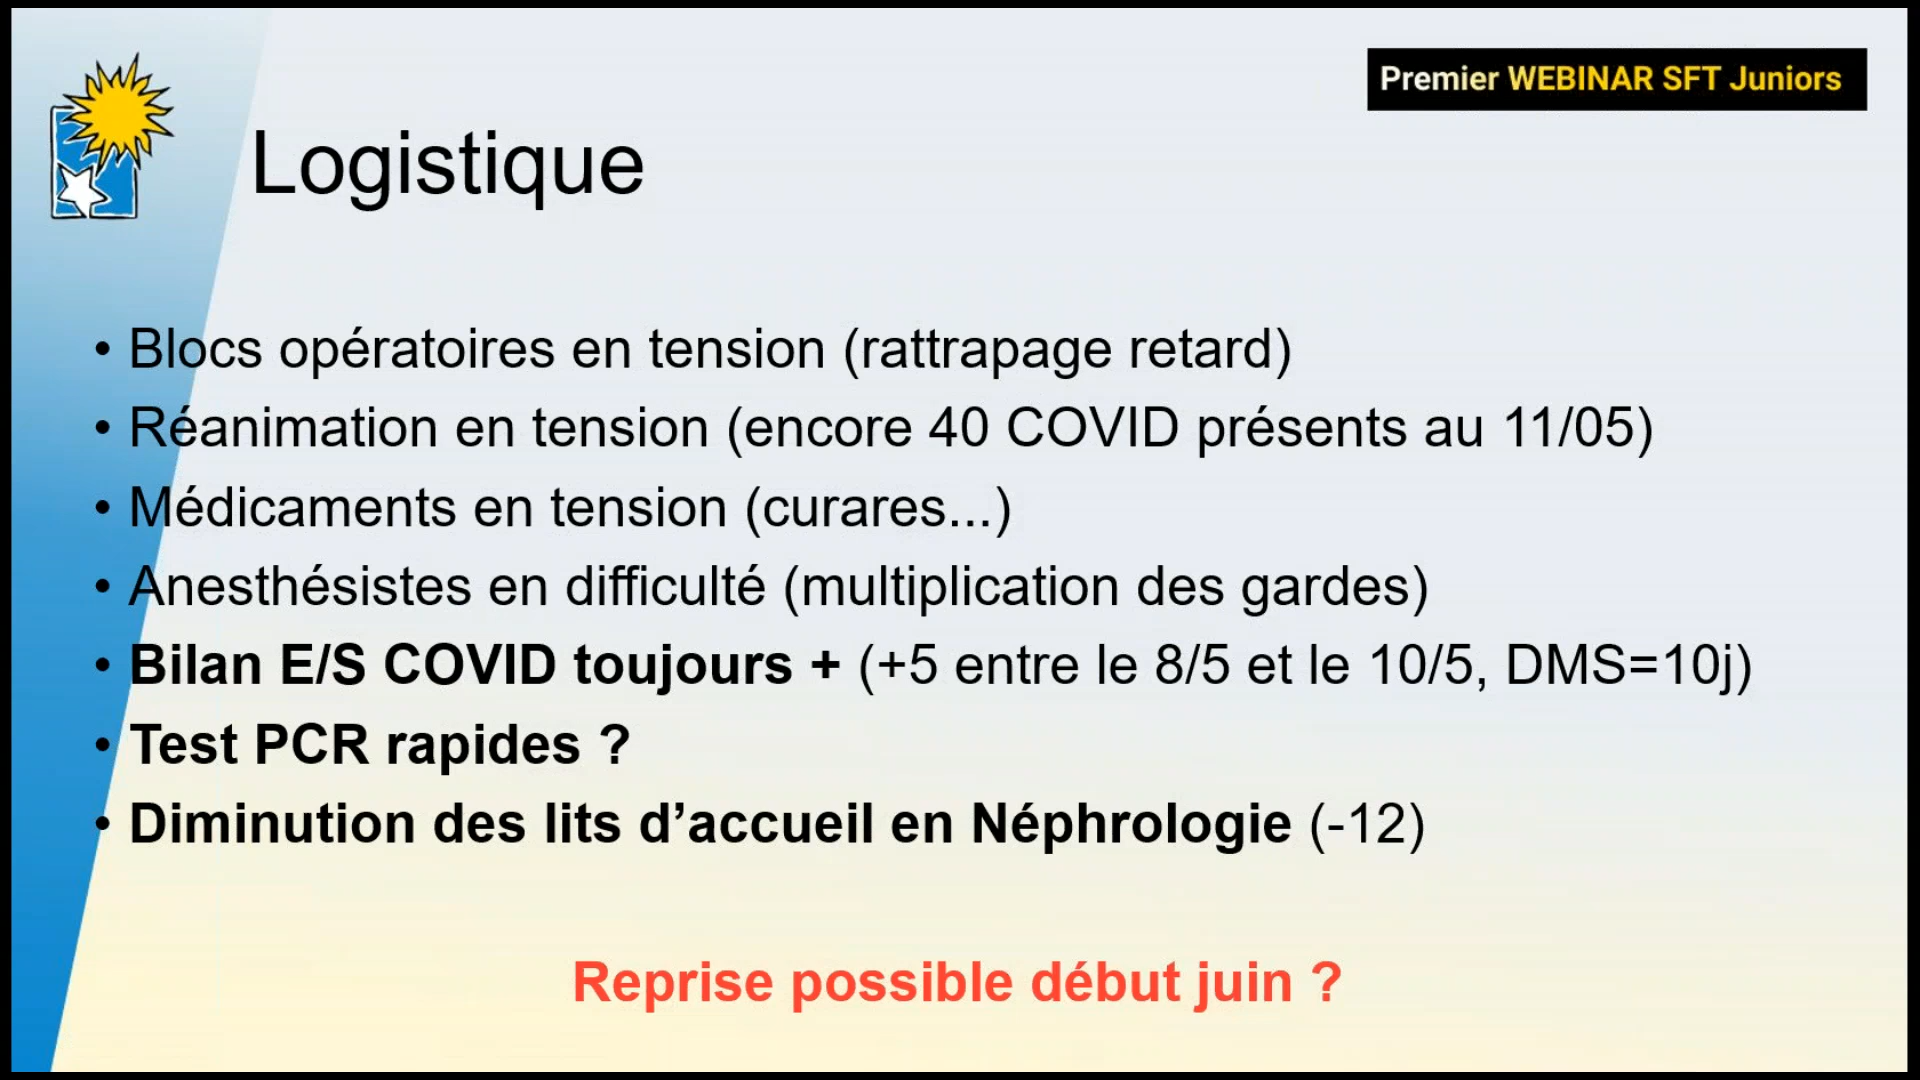 Premier WEBINAR SFT Juniors
Logistique
• Blocs opératoires en tension (rattrapage retard)
• Réanimation en tension (encore 40 COVID présents au 11/05)
• Médicaments en tension (curares...)
• Anesthésistes en difficulté (multiplication des gardes)
• Bilan E/S COVID toujours + (+5 entre le 8/5 et le 10/5, DMS=10j)
• Test PCR rapides ?
• Diminution des lits d’accueil en Néphrologie (-12)
Reprise possible début juin ?